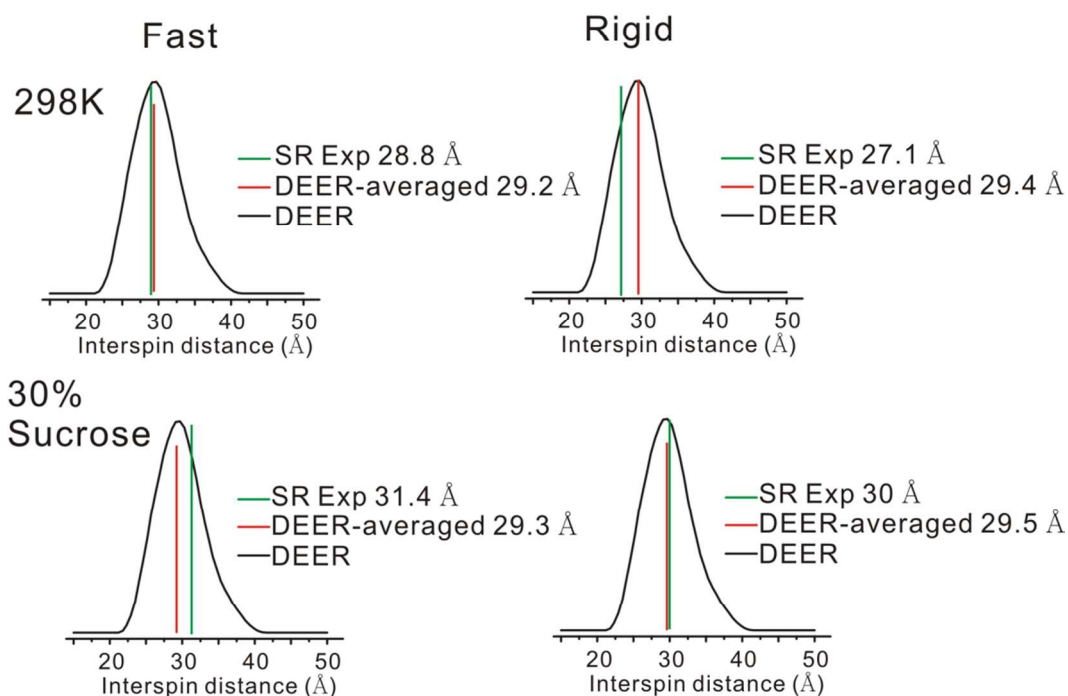 Fast
Rigid
298K
SR Exp 28.8 Å
DEER-averaged 29.2 Å
DEER
20 30 40 50
Interspin distance (Å)
SR Exp 27.1 Å
DEER-averaged 29.4 Å
DEER
20 30 40 50
Interspin distance (Å)
30%
Sucrose
SR Exp 31.4 Å
DEER-averaged 29.3 Å
DEER
20 30 40 50
Interspin distance (Å)
SR Exp 30 Å
DEER-averaged 29.5 Å
DEER
20 30 40 50
Interspin distance (Å)